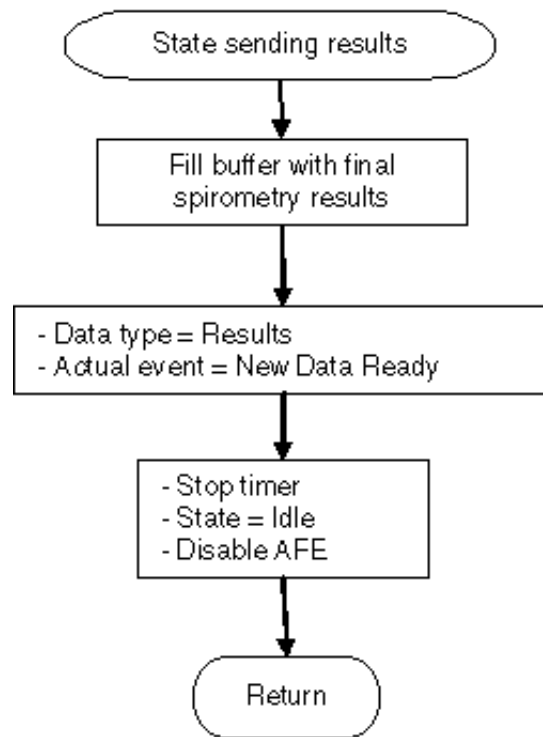 State sending results
Fill buffer with final
spirometry results
- Data type = Results
- Actual event = New Data Ready
- Stop timer
- State = Idle
- Disable AFE
Return